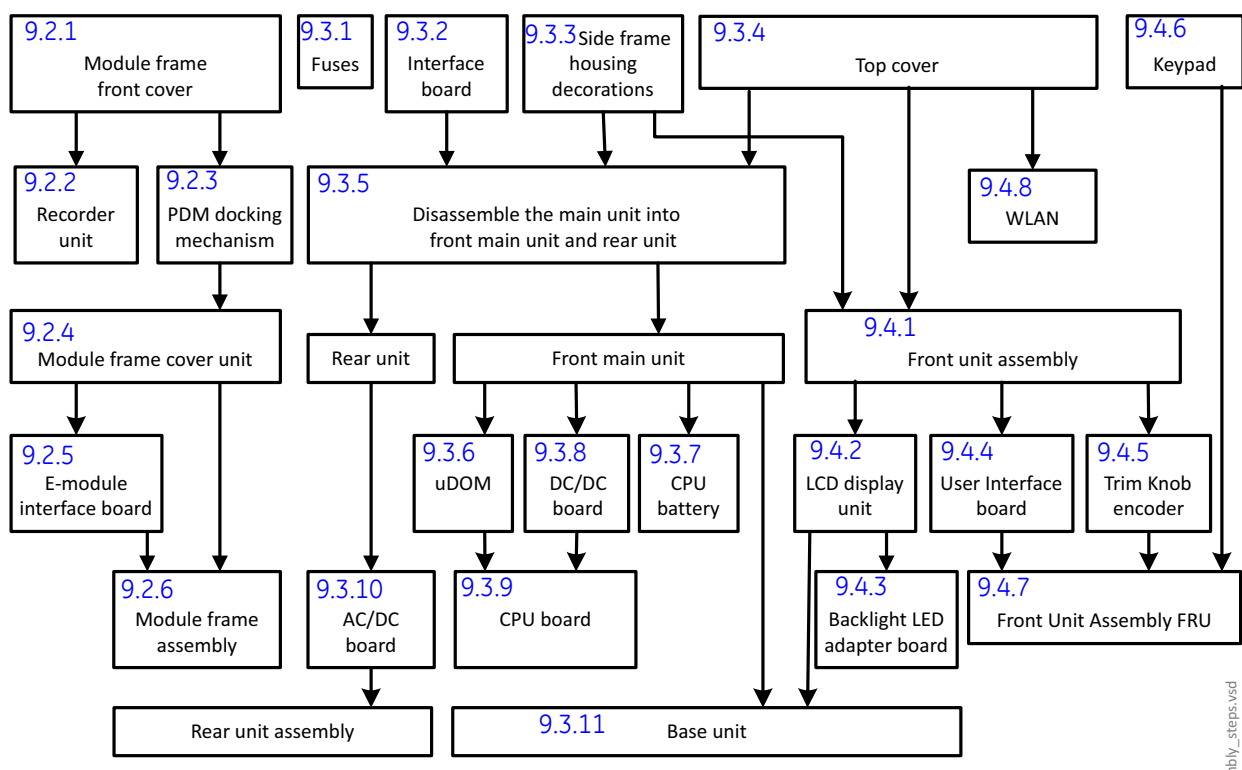 9.2.1
Module frame
front cover
9.3.1
Fuses
9.3.2
Interface
board
9.3.3 Side frame
housing
decorations
9.3.4
Top cover
9.4.6
Keypad
9.2.2
Recorder
unit
9.2.3
PDM docking
mechanism
9.3.5
Disassemble the main unit into
front main unit and rear unit
9.4.8
WLAN
9.2.4
Module frame cover unit
Rear unit
Front main unit
9.4.1
Front unit assembly
9.2.5
E-module
interface board
9.3.6
uDOM
9.3.8
DC/DC
board
9.3.7
CPU
battery
9.4.2
LCD display
unit
9.4.4
User Interface
board
9.4.5
Trim Knob
encoder
9.2.6
Module frame
assembly
9.3.10
AC/DC
board
9.3.9
CPU board
9.4.3
Backlight LED
adapter board
9.4.7
Front Unit Assembly FRU
Rear unit assembly
9.3.11
Base unit